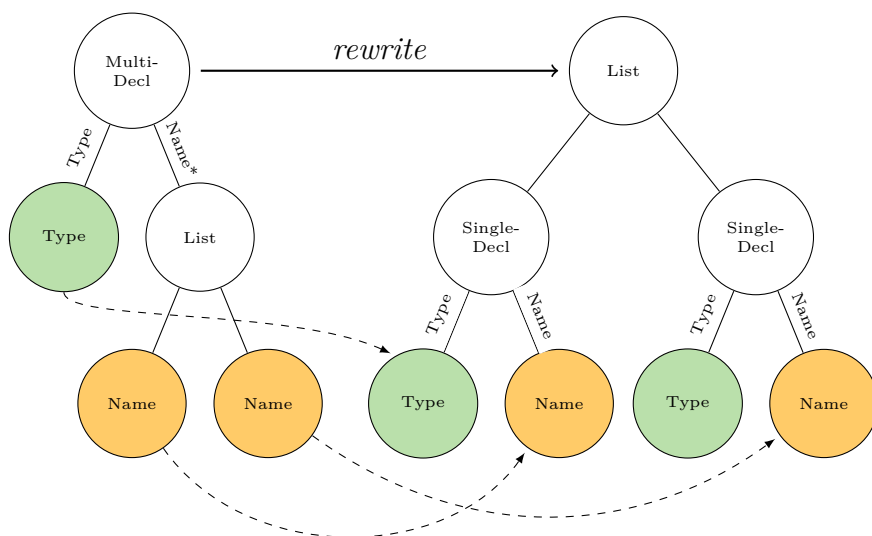 Multi-
Decl
rewrite
List
Type
Name*
Type
List
Single-
Decl
Single-
Decl
Type
Name
Type
Name
Name
Name
Type
Name
Type
Name